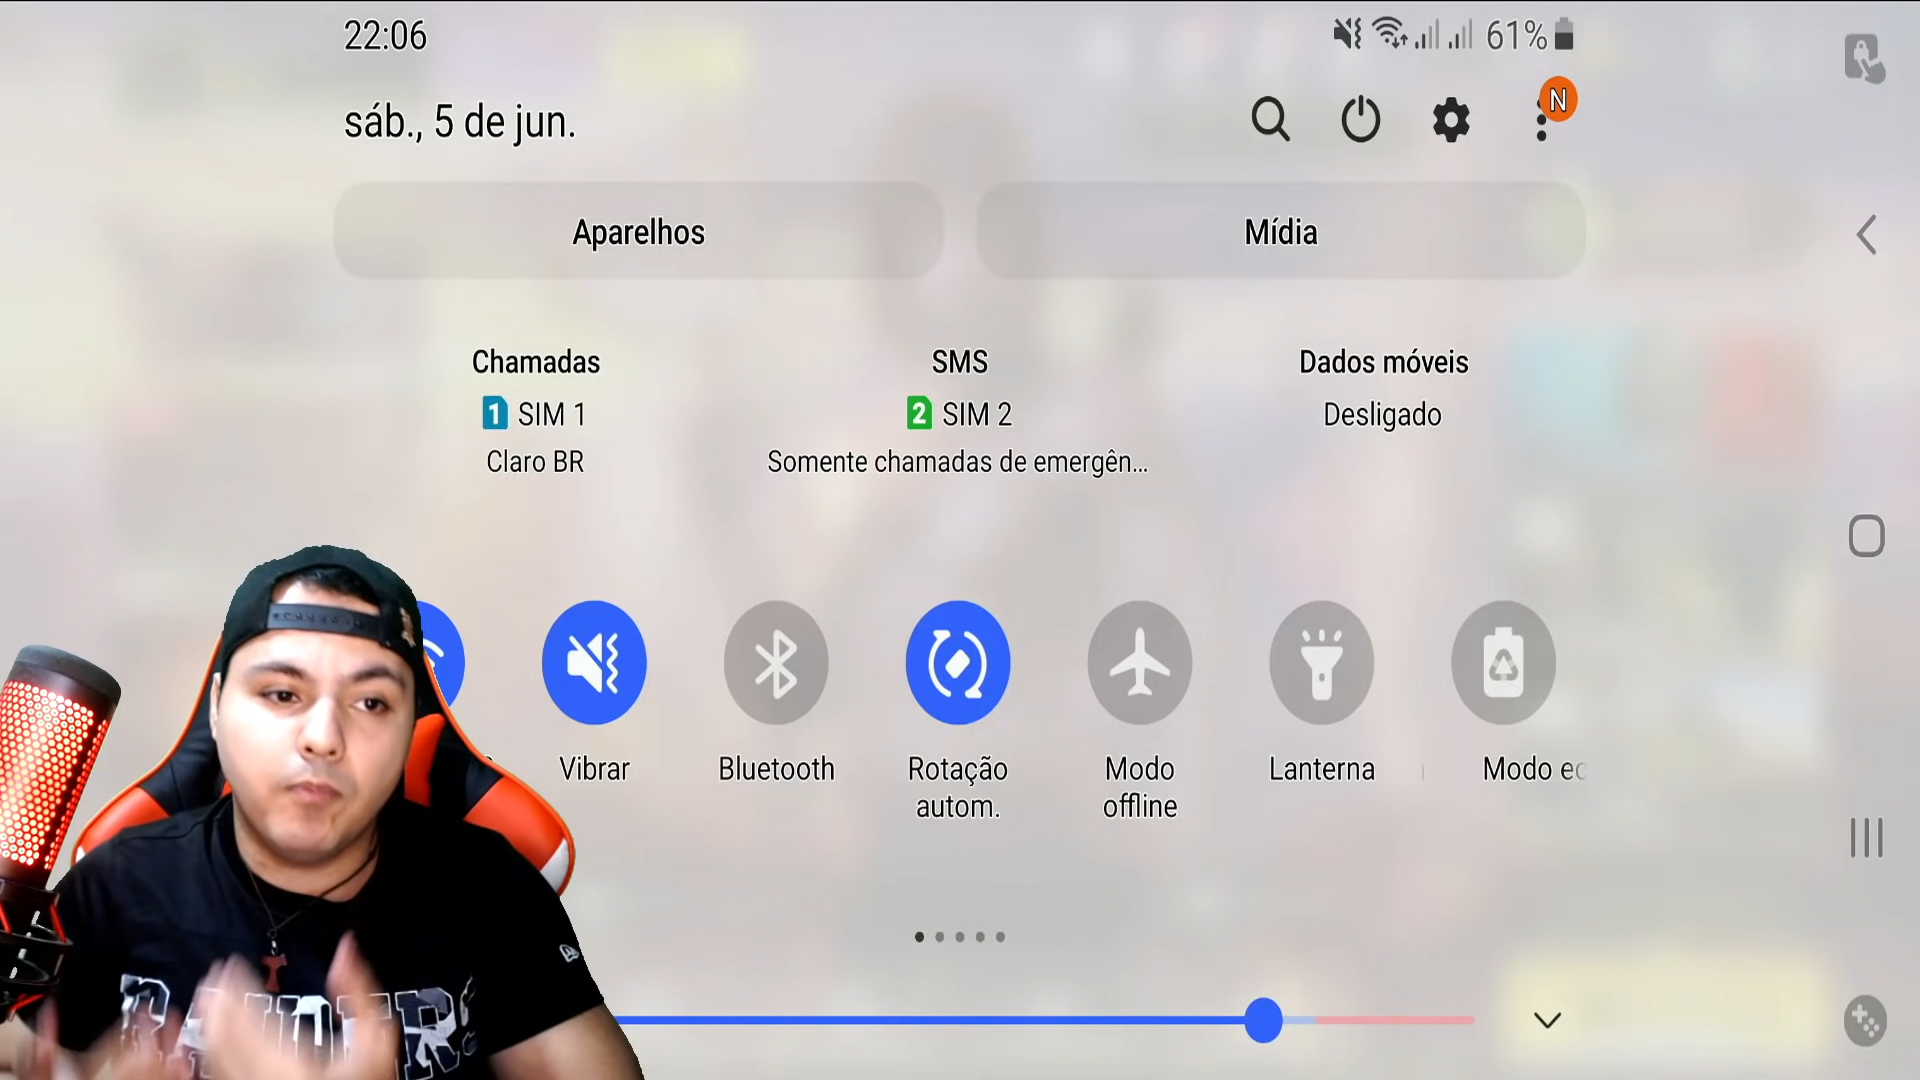 22:06
61%
sáb., 5 de jun.
N
Aparelhos
Mídia
Chamadas
SMS
Dados móveis
1 SIM 1
2 SIM 2
Desligado
Claro BR
Somente chamadas de emergên...
Vibrar
Bluetooth
Rotação
autom.
Modo
offline
Lanterna
Modo ec
RAIDERS